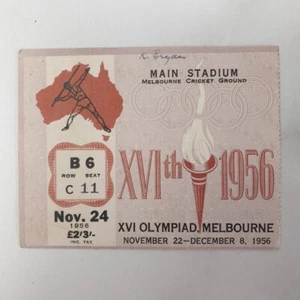 MAIN STADIUM
MELBOURNE CRICKET GROUND
B 6
ROW SEAT
C 11
XVIth 1956
Nov. 24
1956
£2/3/-
INC. TAX
XVI OLYMPIAD, MELBOURNE
NOVEMBER 22–DECEMBER 8, 1956